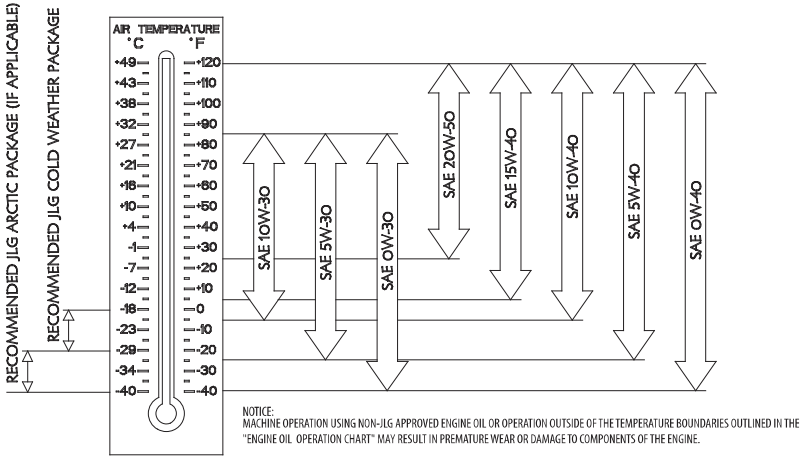 RECOMMENDED JLG ARCTIC PACKAGE (IF APPLICABLE)
RECOMMENDED JLG COLD WEATHER PACKAGE
AIR TEMPERATURE
°C °F
+49 +120
+43 +110
+38 +100
+32 +90
+27 +80
+21 +70
+16 +60
+10 +50
+4 +40
-1 +30
-7 +20
-12 +10
-18 0
-23 -10
-29 -20
-34 -30
-40 -40
SAE 10W-30
SAE 5W-30
SAE 0W-30
SAE 20W-50
SAE 15W-40
SAE 10W-40
SAE 5W-40
SAE 0W-40
NOTICE:
MACHINE OPERATION USING NON-JLG APPROVED ENGINE OIL OR OPERATION OUTSIDE OF THE TEMPERATURE BOUNDARIES OUTLINED IN THE
"ENGINE OIL OPERATION CHART" MAY RESULT IN PREMATURE WEAR OR DAMAGE TO COMPONENTS OF THE ENGINE.